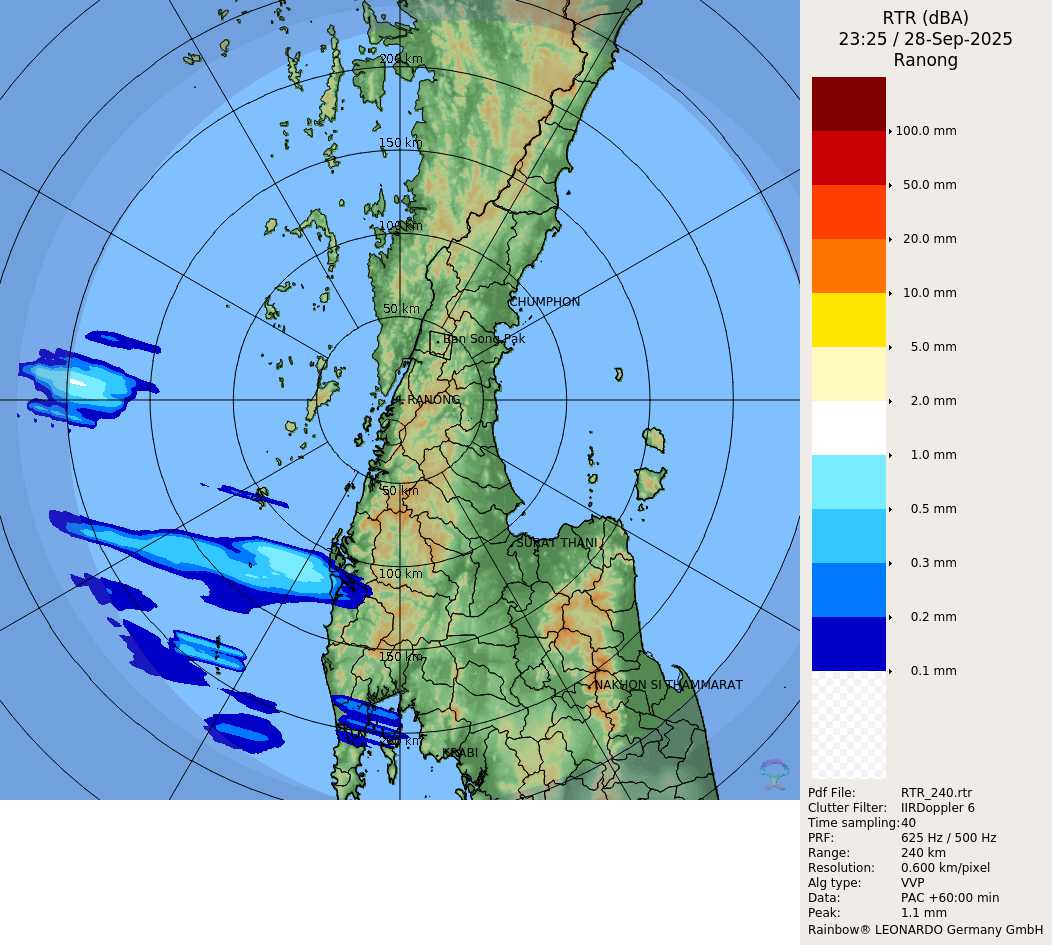 RTR (dBA)
23:25 / 28-Sep-2025
Ranong
200 km
150 km
100 km
50 km
CHUMPHON
Ban Song Pak
RANONG
50 km
SURAT THANI
100 km
150 km
NAKHON SI THAMMARAT
200 km
KRABI
100.0 mm
50.0 mm
20.0 mm
10.0 mm
5.0 mm
2.0 mm
1.0 mm
0.5 mm
0.3 mm
0.2 mm
0.1 mm
Pdf File: RTR_240.rtr
Clutter Filter: IIRDoppler 6
Time sampling:40
PRF: 625 Hz / 500 Hz
Range: 240 km
Resolution: 0.600 km/pixel
Alg type: VVP
Data: PAC +60:00 min
Peak: 1.1 mm
Rainbow® LEONARDO Germany GmbH